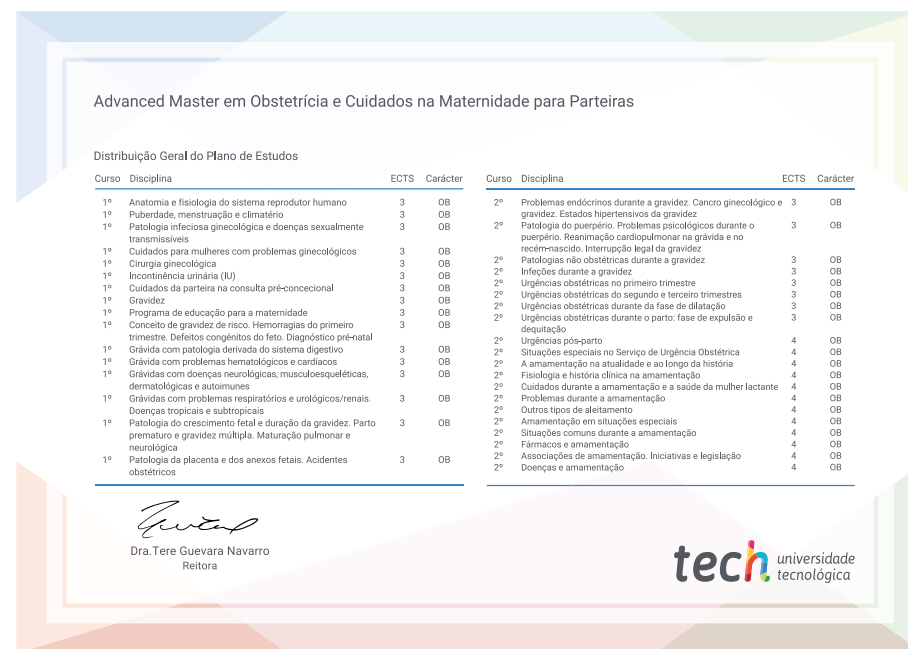 Advanced Master em Obstetrícia e Cuidados na Maternidade para Parteiras
Distribuição Geral do Plano de Estudos
Curso Disciplina ECTS Carácter
1º Anatomia e fisiologia do sistema reprodutor humano 3 OB
1º Puberdade, menstruação e climatério 3 OB
1º Patologia infeciosa ginecológica e doenças sexualmente 3 OB
transmissíveis
1º Cuidados para mulheres com problemas ginecológicos 3 OB
1º Cirurgia ginecológica 3 OB
1º Incontinência urinária (IU) 3 OB
1º Cuidados da parteira na consulta pré-concecional 3 OB
1º Gravidez 3 OB
1º Programa de educação para a maternidade 3 OB
1º Conceito de gravidez de risco. Hemorragias do primeiro 3 OB
trimestre. Defeitos congénitos do feto. Diagnóstico pré-natal
1º Grávida com patologia derivada do sistema digestivo 3 OB
1º Grávida com problemas hematológicos e cardíacos 3 OB
1º Grávidas com doenças neurológicas, musculoesqueléticas, 3 OB
dermatológicas e autoimunes
1º Grávidas com problemas respiratórios e urológicos/renais. 3 OB
Doenças tropicais e subtropicais
1º Patologia do crescimento fetal e duração da gravidez. Parto 3 OB
prematuro e gravidez múltipla. Maturação pulmonar e
neurológica
1º Patologia da placenta e dos anexos fetais. Acidentes 3 OB
obstétricos
Curso Disciplina ECTS Carácter
2º Problemas endócrinos durante a gravidez. Cancro ginecológico e 3 OB
gravidez. Estados hipertensivos da gravidez
2º Patologia do puerpério. Problemas psicológicos durante o 3 OB
puerpério. Reanimação cardiopulmonar na grávida e no
recém-nascido. Interrupção legal da gravidez
2º Patologias não obstétricas durante a gravidez 3 OB
2º Infeções durante a gravidez 3 OB
2º Urgências obstétricas no primeiro trimestre 3 OB
2º Urgências obstétricas do segundo e terceiro trimestres 3 OB
2º Urgências obstétricas durante da fase de dilatação 3 OB
2º Urgências obstétricas durante o parto: fase de expulsão e 3 OB
dequitação
2º Urgências pós-parto 4 OB
2º Situações especiais no Serviço de Urgência Obstétrica 4 OB
2º A amamentação na atualidade e ao longo da história 4 OB
2º Fisiologia e história clínica na amamentação 4 OB
2º Cuidados durante a amamentação e a saúde da mulher lactante 4 OB
2º Problemas durante a amamentação 4 OB
2º Outros tipos de aleitamento 4 OB
2º Amamentação em situações especiais 4 OB
2º Situações comuns durante a amamentação 4 OB
2º Fármacos e amamentação 4 OB
2º Associações de amamentação. Iniciativas e legislação 4 OB
2º Doenças e amamentação 4 OB
Dra.Tere Guevara Navarro
Reitora
tech universidade
tecnológica